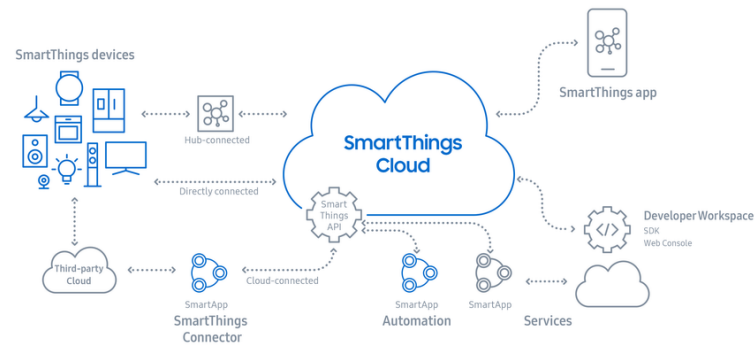 SmartThings devices
SmartThings app
Hub-connected
SmartThings
Cloud
Directly connected
Smart
Things
API
Developer Workspace
SDK
Web Console
Third-party
Cloud
Cloud-connected
SmartApp
SmartThings
Connector
SmartApp
Automation
SmartApp
Services